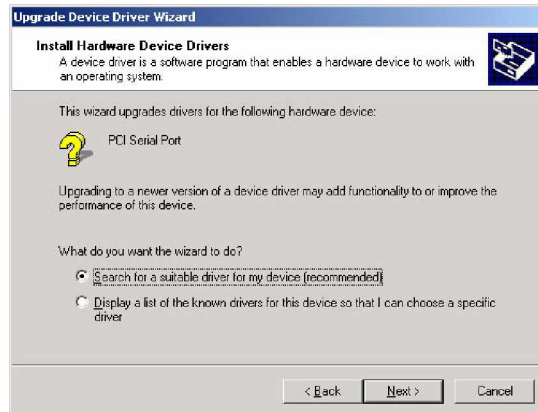 Upgrade Device Driver Wizard
Install Hardware Device Drivers
A device driver is a software program that enables a hardware device to work with
an operating system.
This wizard upgrades drivers for the following hardware device:
PCI Serial Port
Upgrading to a newer version of a device driver may add functionality to or improve the
performance of this device.
What do you want the wizard to do?
Search for a suitable driver for my device (recommended)
Display a list of the known drivers for this device so that I can choose a specific
driver
< Back
Next >
Cancel